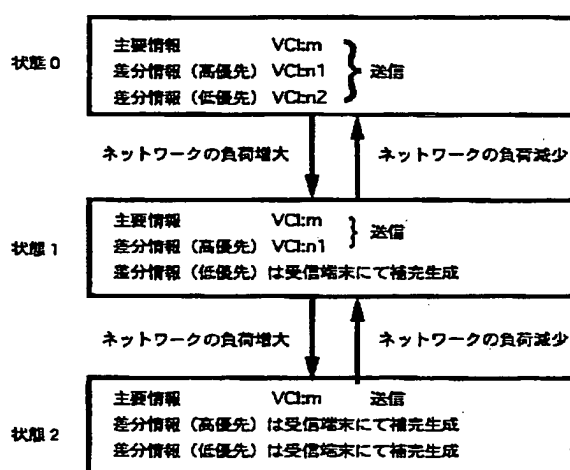 状態0
主要情報 VCI:m
差分情報（高優先） VCI:n1
差分情報（低優先） VCI:n2
送信
ネットワークの負荷増大
ネットワークの負荷減少
状態1
主要情報 VCI:m
差分情報（高優先） VCI:n1
送信
差分情報（低優先）は受信端末にて補完生成
ネットワークの負荷増大
ネットワークの負荷減少
状態2
主要情報 VCI:m 送信
差分情報（高優先）は受信端末にて補完生成
差分情報（低優先）は受信端末にて補完生成